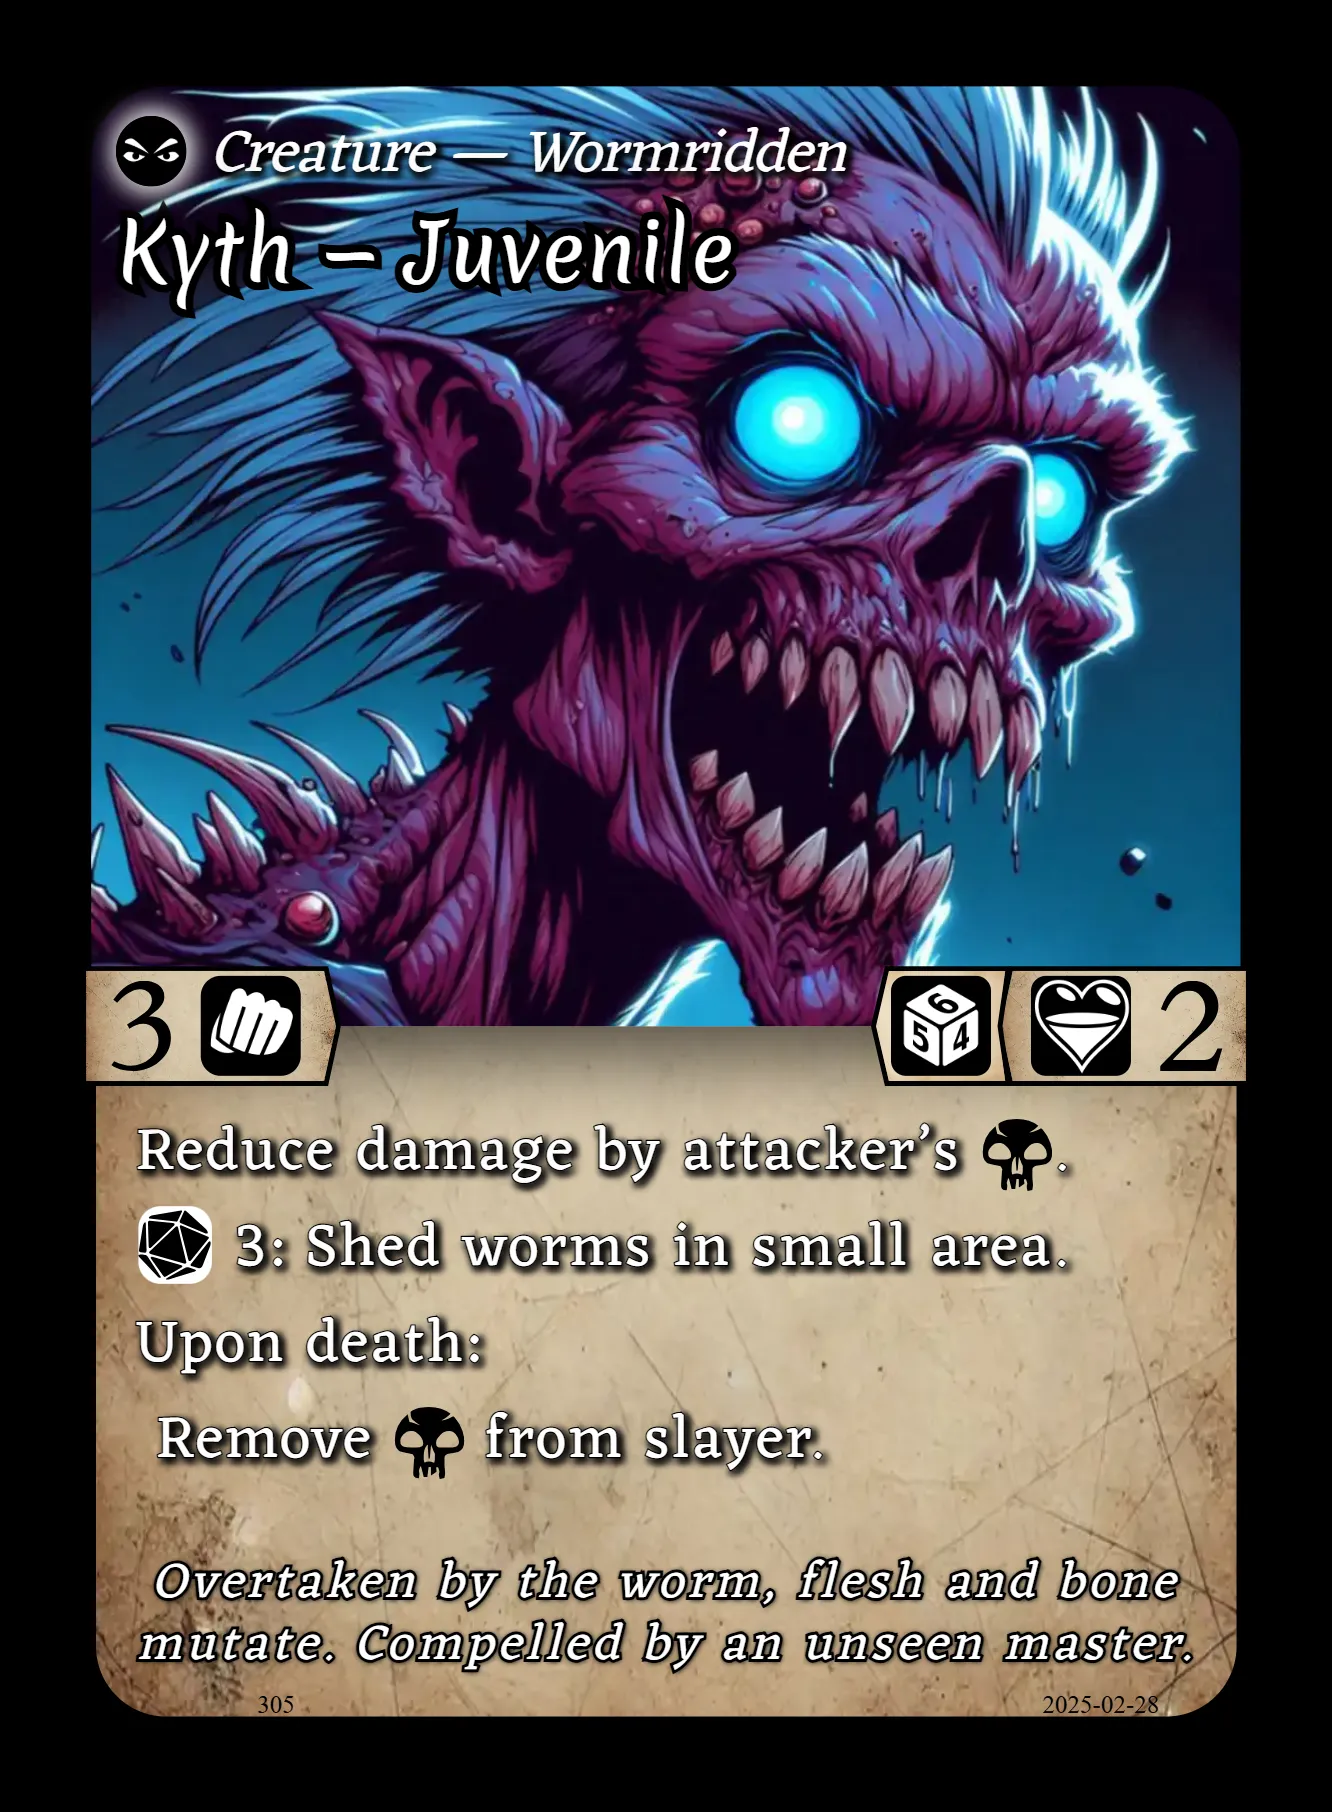 Creature — Wormridden
Kyth – Juvenile
3
6
5 4
2
Reduce damage by attacker’s .
3: Shed worms in small area.
Upon death:
Remove from slayer.
Overtaken by the worm, flesh and bone
mutate. Compelled by an unseen master.
305
2025-02-28